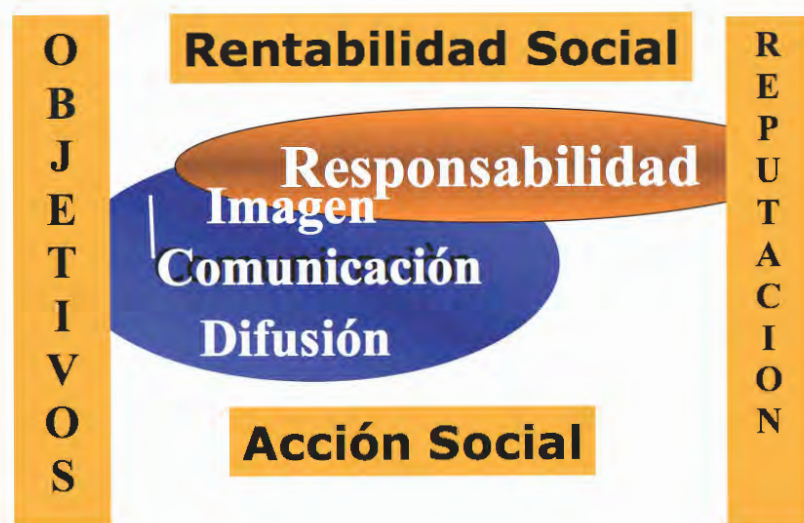 OBJETIVOS
Rentabilidad Social
Responsabilidad
Imagen
Comunicación
Difusión
Acción Social
REPUTACION